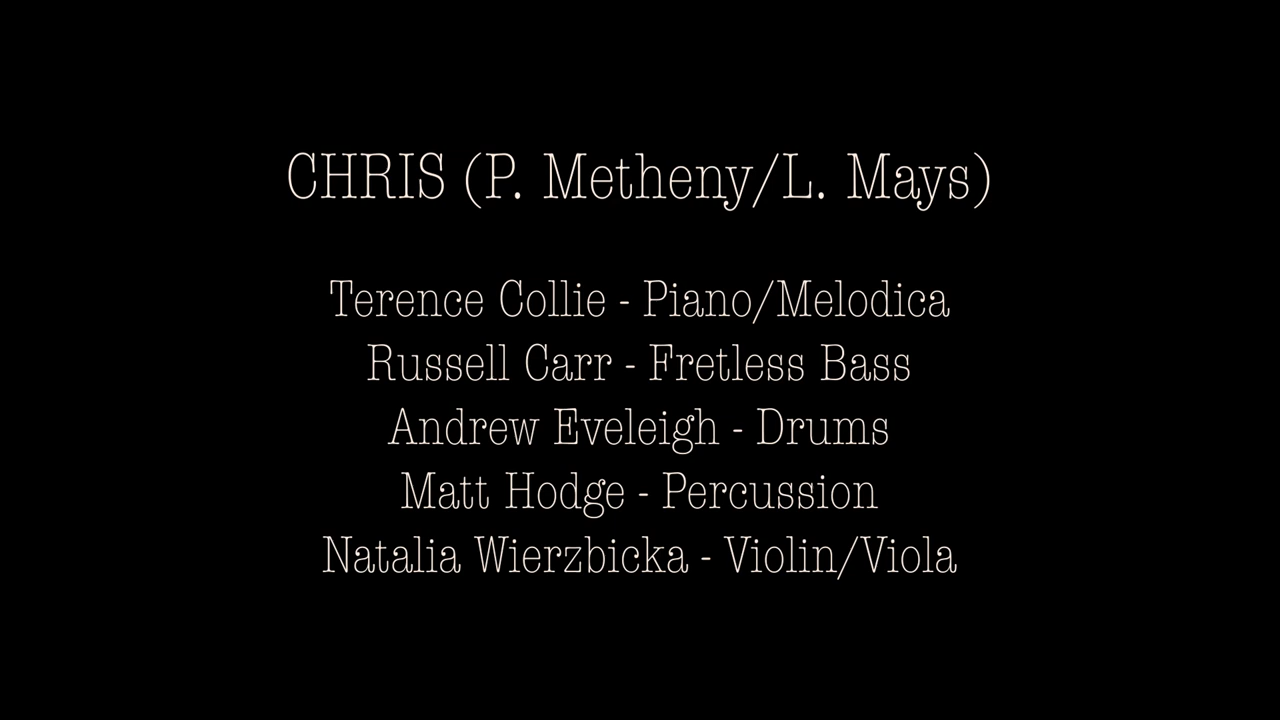 CHRIS (P. Metheny/L. Mays)
Terence Collie - Piano/Melodica
Russell Carr - Fretless Bass
Andrew Eveleigh - Drums
Matt Hodge - Percussion
Natalia Wierzbicka - Violin/Viola